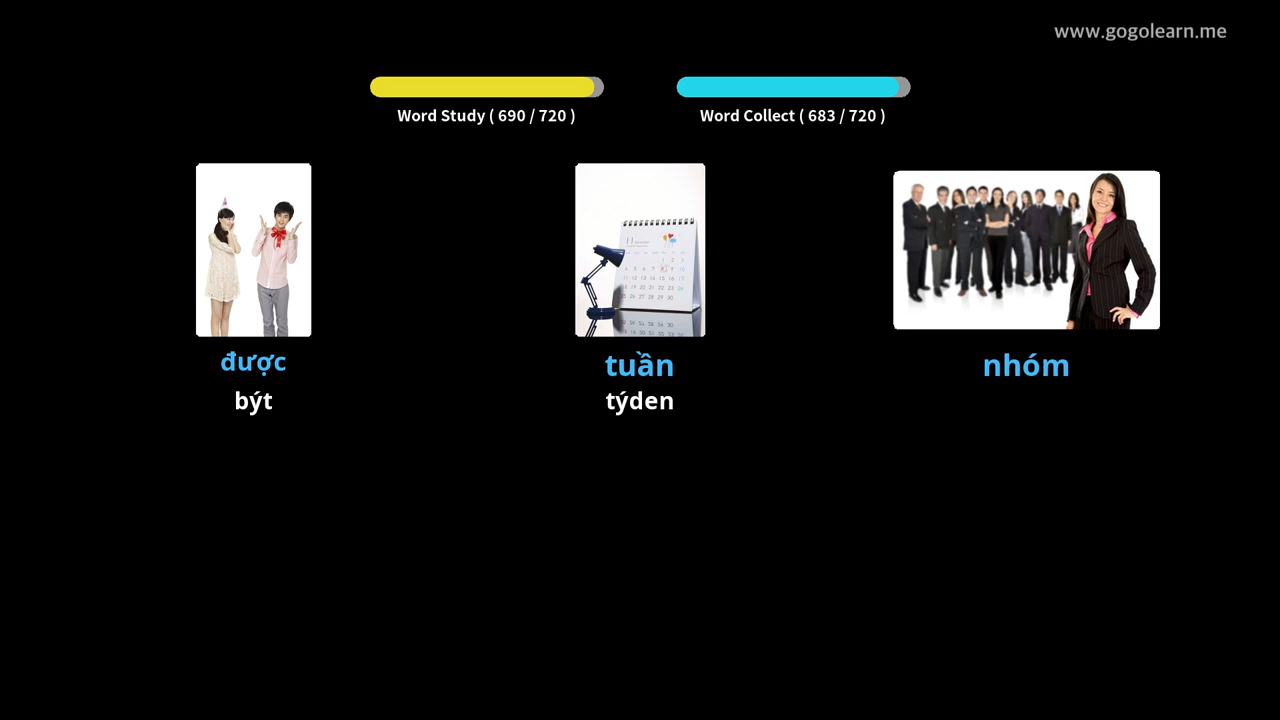 www.gogolearn.me
Word Study ( 690 / 720 )
Word Collect ( 683 / 720 )
được
být
tuần
týden
nhóm